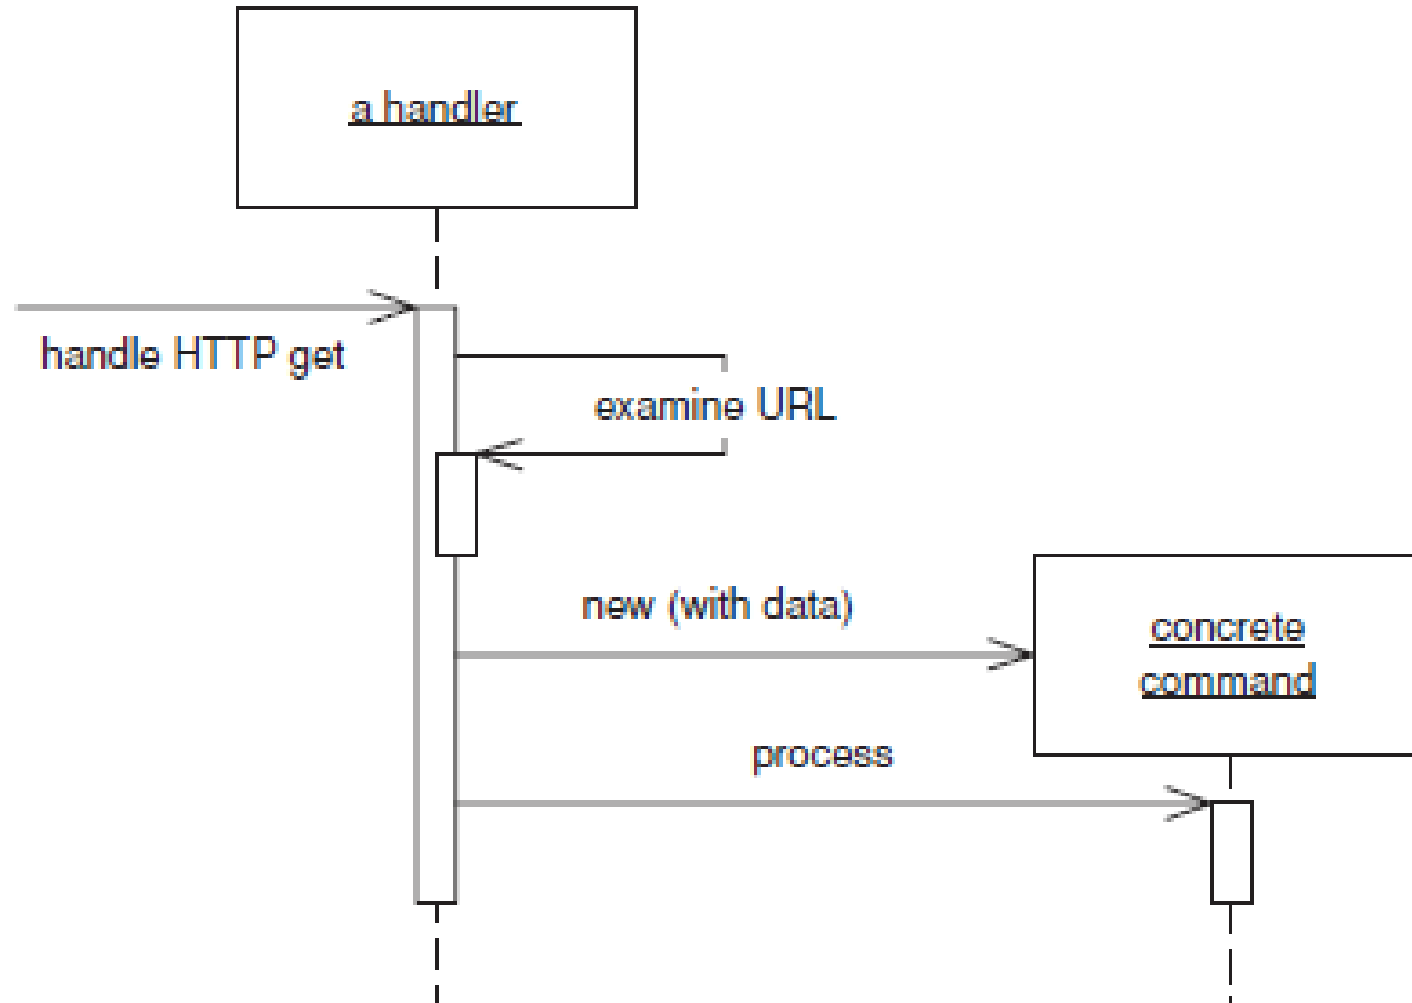 a handler
handle HTTP get
examine URL
new (with data)
concrete
command
process